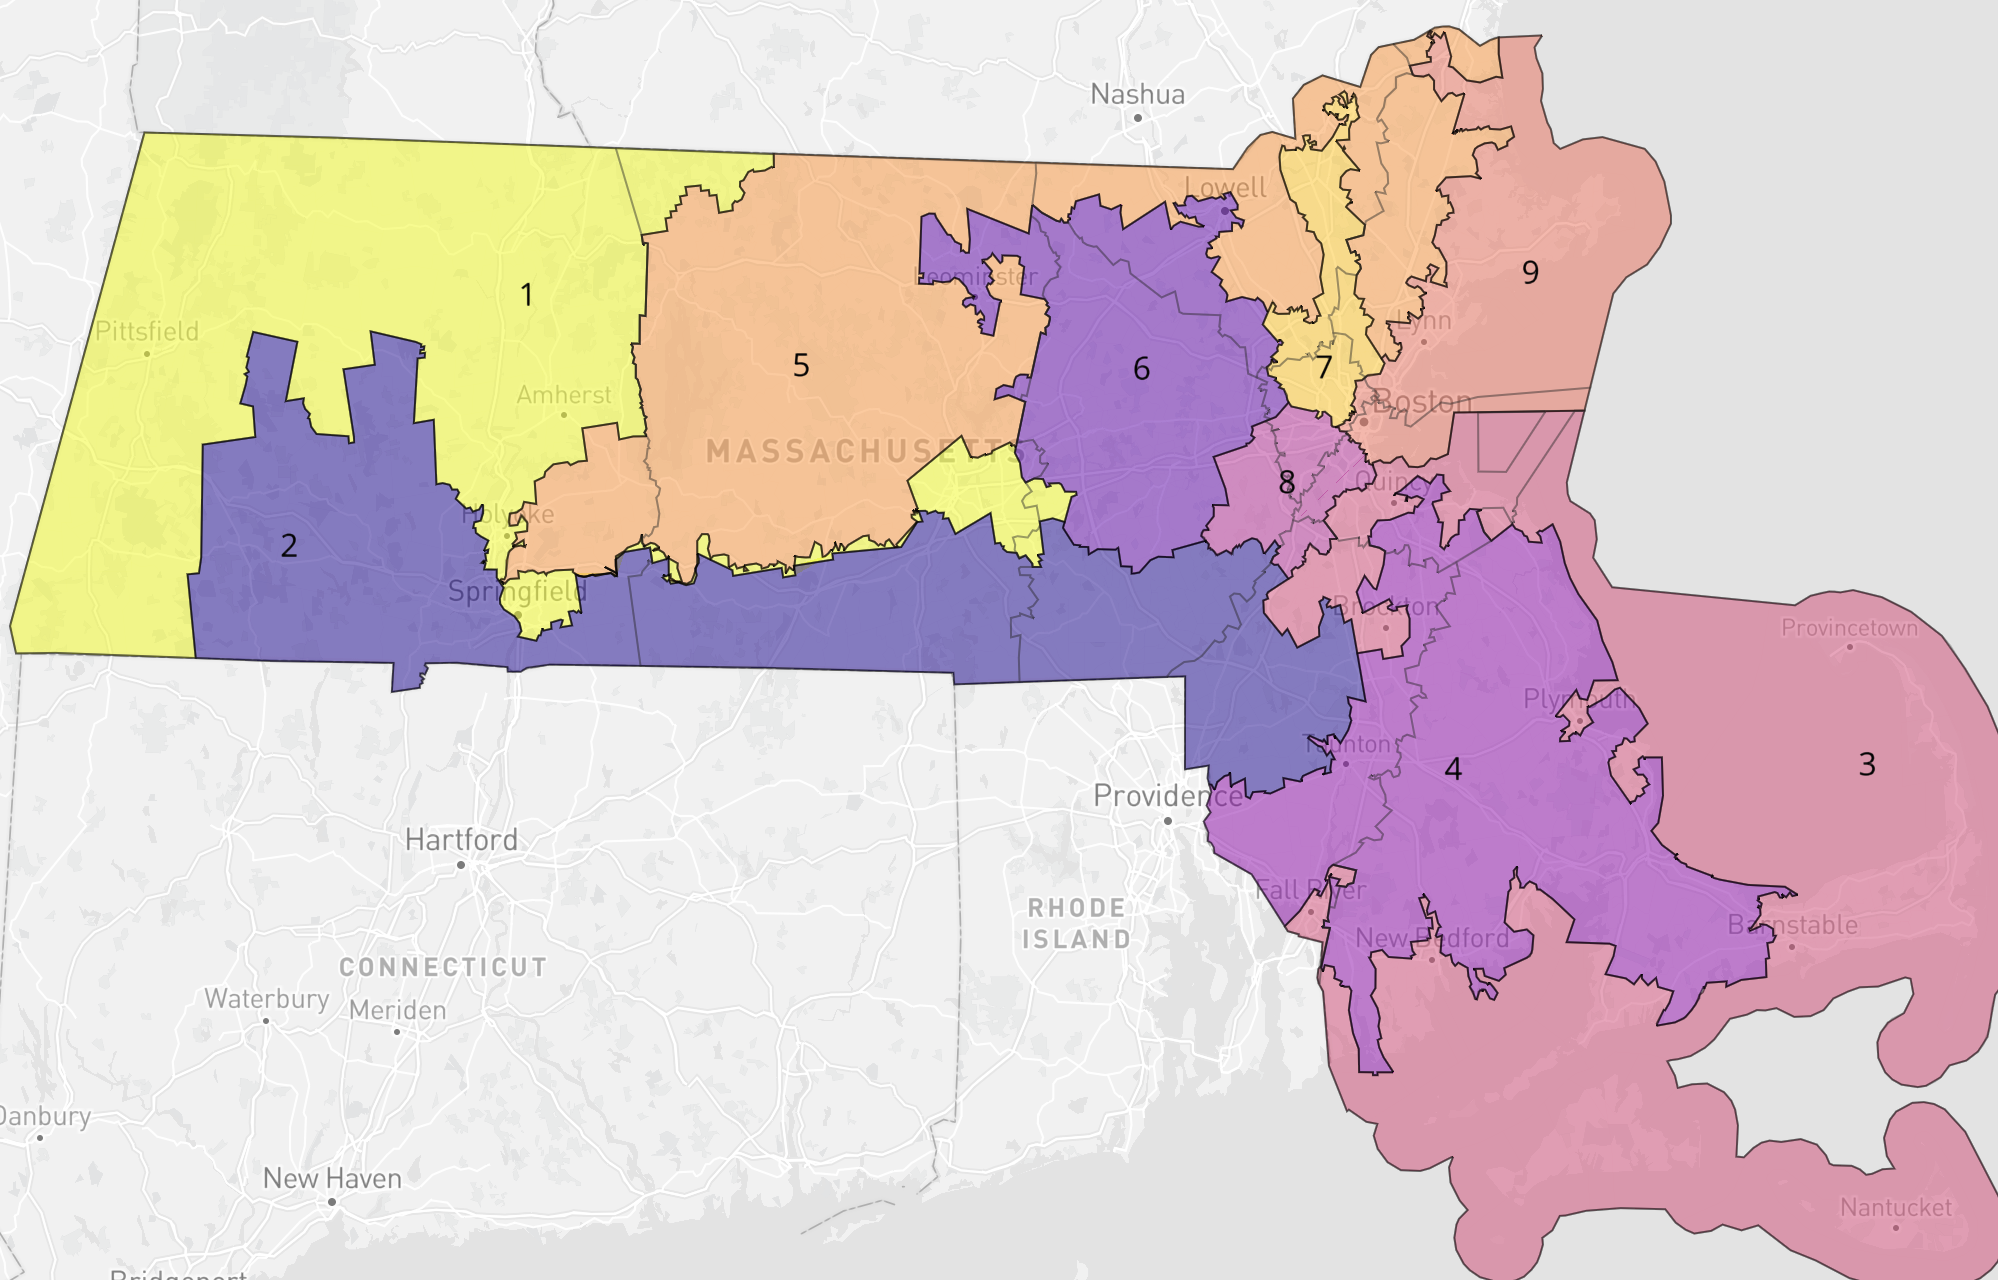 Nashua
Lowell
1
9
Leominster
Pittsfield
Lynn
5
6
7
Amherst
Boston
MASSACHUSETTS
8
Quincy
Holyoke
2
Springfield
Brockton
Provincetown
Plymouth
Taunton
4
3
Providence
Hartford
Fall River
RHODE
ISLAND
New Bedford
Barnstable
CONNECTICUT
Waterbury
Meriden
Danbury
New Haven
Nantucket
Bridgeport